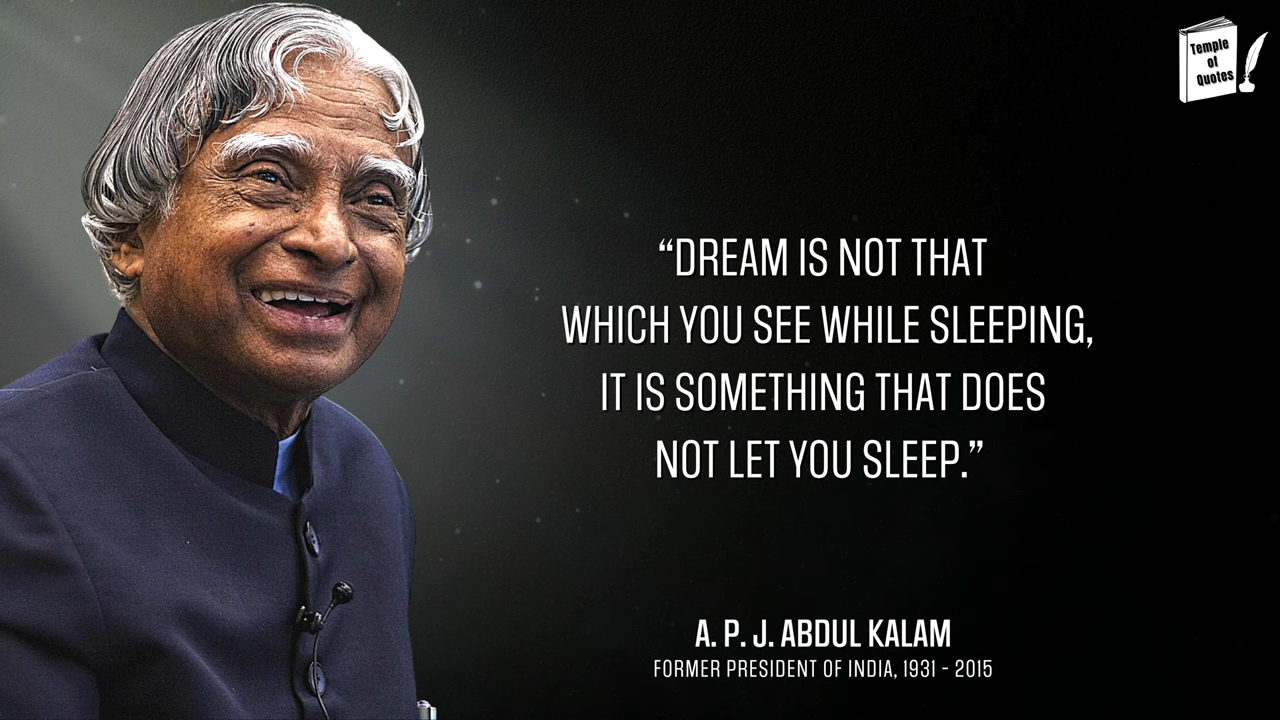 Temple
of
Quotes
“DREAM IS NOT THAT
WHICH YOU SEE WHILE SLEEPING,
IT IS SOMETHING THAT DOES
NOT LET YOU SLEEP.”
A. P. J. ABDUL KALAM
FORMER PRESIDENT OF INDIA, 1931 - 2015